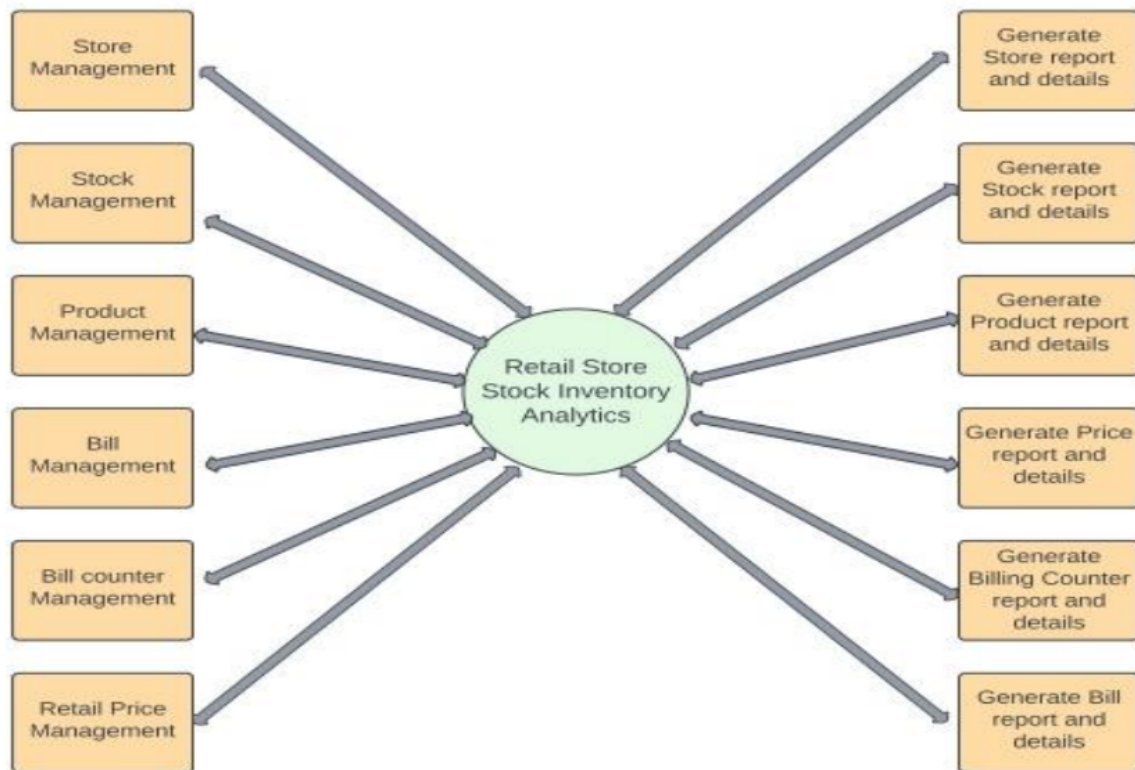 Store
Management
Stock
Management
Product
Management
Bill
Management
Bill counter
Management
Retail Price
Management
Retail Store
Stock Inventory
Analytics
Generate
Store report
and details
Generate
Stock report
and details
Generate
Product report
and details
Generate Price
report and
details
Generate
Billing Counter
report and
details
Generate Bill
report and
details